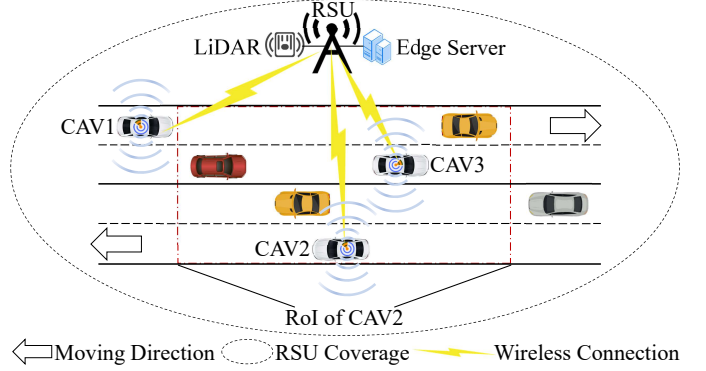 RSU
LiDAR
Edge Server
CAV1
CAV3
CAV2
RoI of CAV2
Moving Direction
RSU Coverage
Wireless Connection